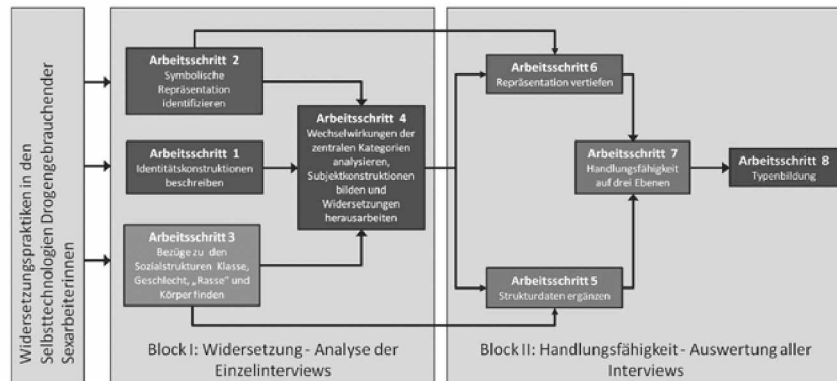 Widersetzungspraktiken in den
Selbsttechnologien Drogengebrauchender
Sexarbeiterinnen
Arbeitsschritt 2
Symbolische
Repräsentation
identifizieren
Arbeitsschritt 1
Identitätskonstruktionen
beschreiben
Arbeitsschritt 3
Bezüge zu den
Sozialstrukturen Klasse,
Geschlecht, „Rasse" und
Körper finden
Arbeitsschritt 4
Wechselwirkungen der
zentralen Kategorien
analysieren,
Subjektkonstruktionen
bilden und
Widersetzungen
herausarbeiten
Block I: Widersetzung - Analyse der
Einzelinterviews
Arbeitsschritt 6
Repräsentation vertiefen
Arbeitsschritt 5
Strukturdaten ergänzen
Arbeitsschritt 7
Handlungsfähigkeit
auf drei Ebenen
Arbeitsschritt 8
Typenbildung
Block II: Handlungsfähigkeit - Auswertung aller
Interviews